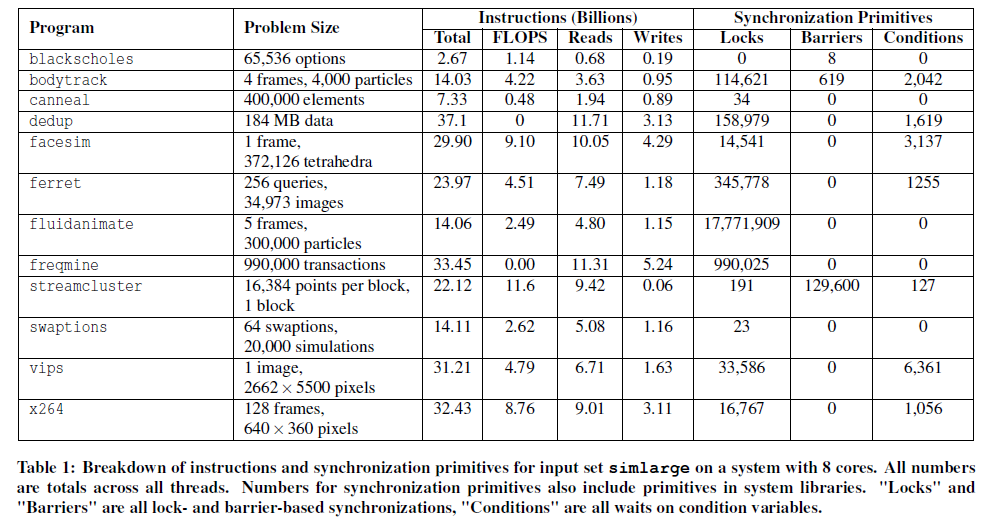 Program Problem Size Instructions (Billions) Synchronization Primitives
Total FLOPS Reads Writes Locks Barriers Conditions
blackscholes 65,536 options 2.67 1.14 0.68 0.19 0 8 0
bodytrack 4 frames, 4,000 particles 14.03 4.22 3.63 0.95 114,621 619 2,042
canneal 400,000 elements 7.33 0.48 1.94 0.89 34 0 0
dedup 184 MB data 37.1 0 11.71 3.13 158,979 0 1,619
facesim 1 frame, 29.90 9.10 10.05 4.29 14,541 0 3,137
372,126 tetrahedra
ferret 256 queries, 23.97 4.51 7.49 1.18 345,778 0 1255
34,973 images
fluidanimate 5 frames, 14.06 2.49 4.80 1.15 17,771,909 0 0
300,000 particles
freqmine 990,000 transactions 33.45 0.00 11.31 5.24 990,025 0 0
streamcluster 16,384 points per block, 22.12 11.6 9.42 0.06 191 129,600 127
1 block
swaptions 64 swaptions, 14.11 2.62 5.08 1.16 23 0 0
20,000 simulations
vips 1 image, 31.21 4.79 6.71 1.63 33,586 0 6,361
2662 × 5500 pixels
x264 128 frames, 32.43 8.76 9.01 3.11 16,767 0 1,056
640 × 360 pixels
Table 1: Breakdown of instructions and synchronization primitives for input set simlarge on a system with 8 cores. All numbers
are totals across all threads. Numbers for synchronization primitives also include primitives in system libraries. "Locks" and
"Barriers" are all lock- and barrier-based synchronizations, "Conditions" are all waits on condition variables.